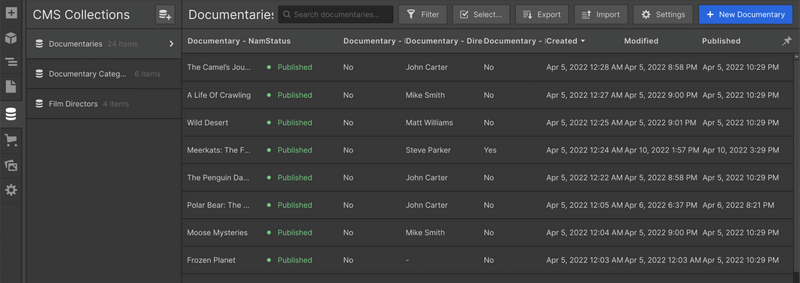 CMS Collections
Documentaries 24 items
Documentary Categ... 6 items
Film Directors 4 items
Documentaries Search documentaries... Filter Select... Export Import Settings + New Documentary
Documentary - Nam Status Documentary - Documentary - Dire Documentary - Created Modified Published
The Camel's Jou... Published No John Carter No Apr 5, 2022 12:28 AM Apr 5, 2022 8:58 PM Apr 5, 2022 10:29 PM
A Life Of Crawling Published No Mike Smith No Apr 5, 2022 12:27 AM Apr 5, 2022 9:00 PM Apr 5, 2022 10:29 PM
Wild Desert Published No Matt Williams No Apr 5, 2022 12:25 AM Apr 5, 2022 9:01 PM Apr 5, 2022 10:29 PM
Meerkats: The F... Published No Steve Parker Yes Apr 5, 2022 12:24 AM Apr 10, 2022 1:57 PM Apr 10, 2022 3:29 PM
The Penguin Da... Published No John Carter No Apr 5, 2022 12:22 AM Apr 5, 2022 8:58 PM Apr 5, 2022 10:29 PM
Polar Bear: The ... Published No John Carter No Apr 5, 2022 12:05 AM Apr 6, 2022 6:37 PM Apr 6, 2022 8:21 PM
Moose Mysteries Published No Mike Smith No Apr 5, 2022 12:04 AM Apr 5, 2022 9:00 PM Apr 5, 2022 10:29 PM
Frozen Planet Published No - No Apr 5, 2022 12:03 AM Apr 5, 2022 12:03 AM Apr 5, 2022 10:29 PM